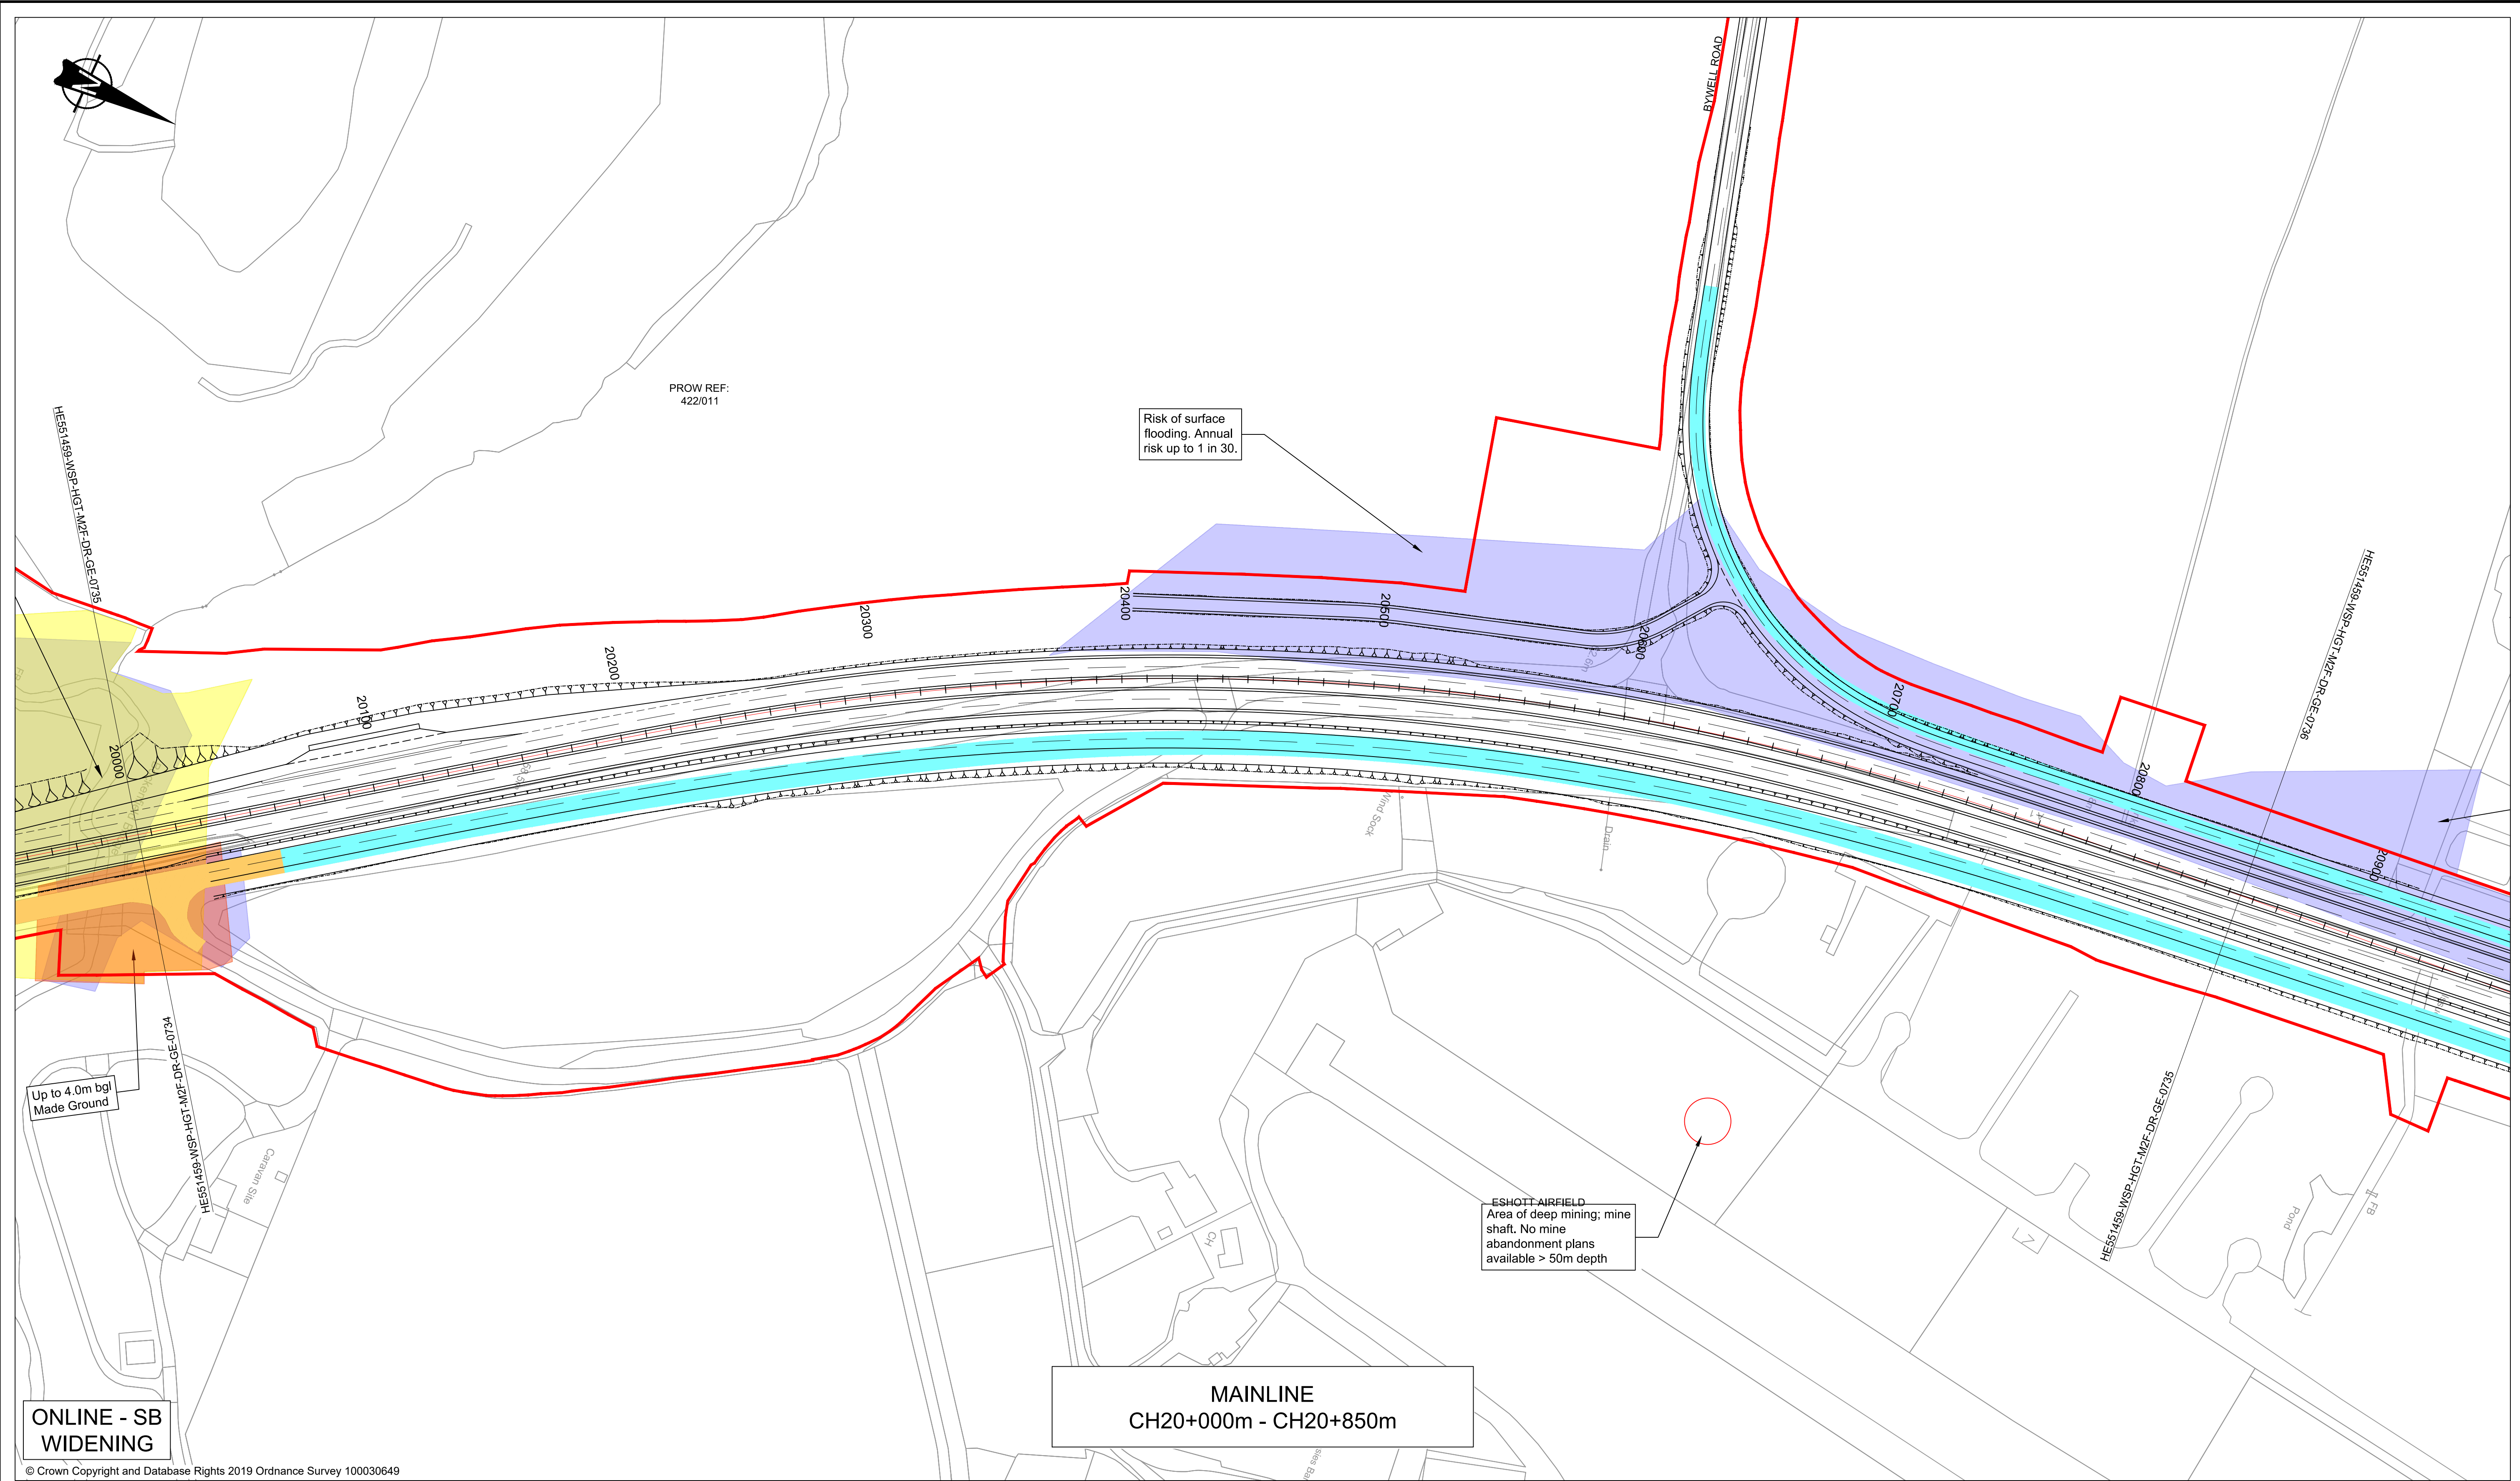 N
BYWELL ROAD
PROW REF:
422/011
Risk of surface
flooding. Annual
risk up to 1 in 30.
HE551459-WSP-HGT-M2F-DR-GE-0735
HE551459-WSP-HGT-M2F-DR-GE-0736
20000
20100
20200
20300
20400
20500
20600
20700
20800
20900
FB
Wind Sock
Drain
Up to 4.0m bgl
Made Ground
HE551459-WSP-HGT-M2F-DR-GE-0734
HE551459-WSP-HGT-M2F-DR-GE-0735
Caravan Site
CH
ESHOTT AIRFIELD
Area of deep mining; mine
shaft. No mine
abandonment plans
available > 50m depth
Pond
FB
MAINLINE
CH20+000m - CH20+850m
ONLINE - SB
WIDENING
© Crown Copyright and Database Rights 2019 Ordnance Survey 100030649